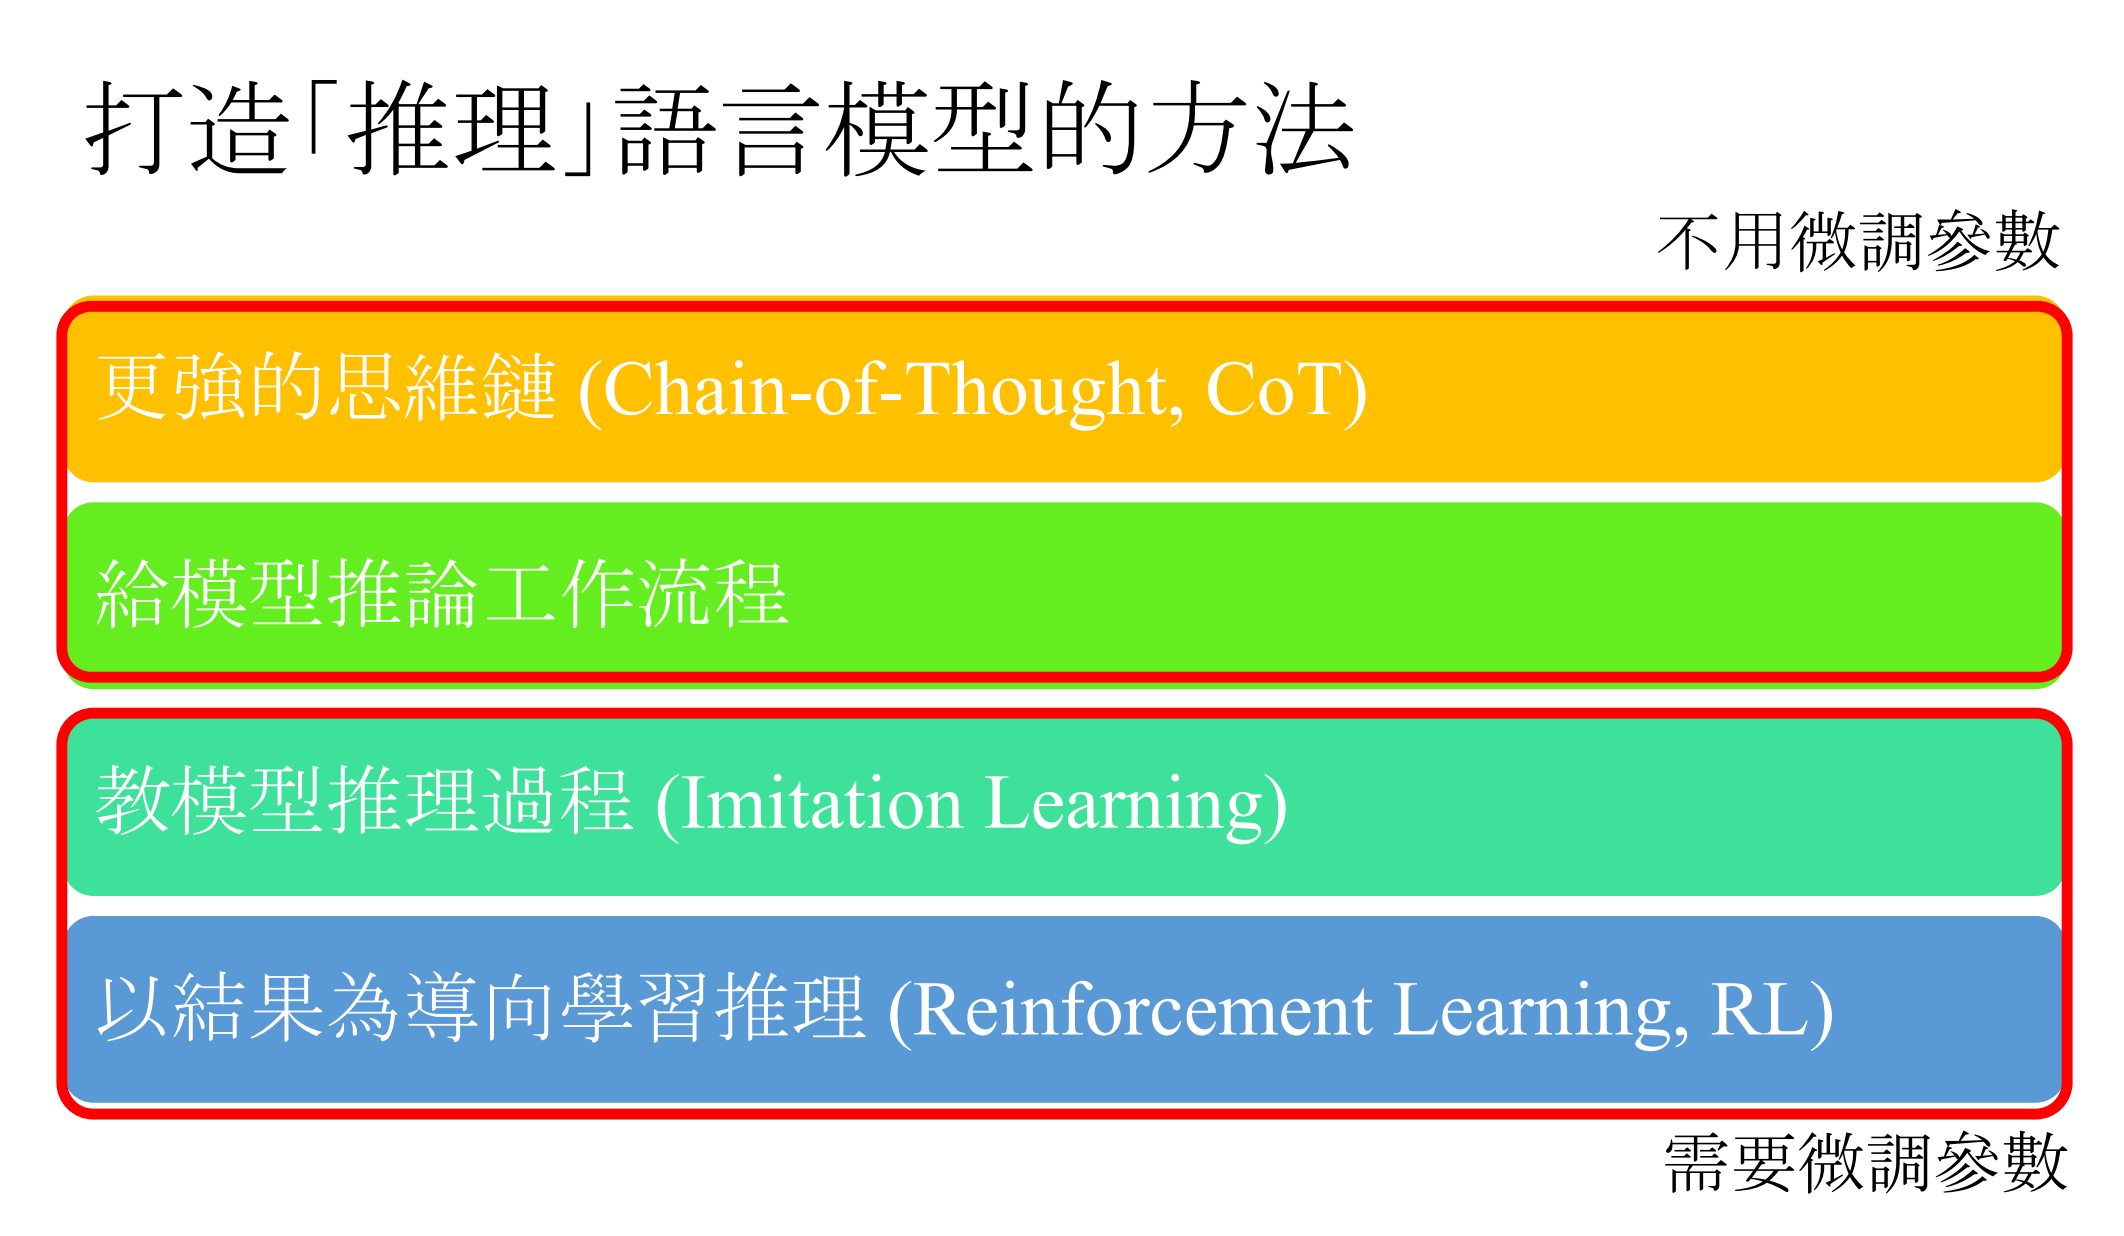 打造「推理」語言模型的方法
不用微調參數
更強的思維鏈 (Chain-of-Thought, CoT)
給模型推論工作流程
教模型推理過程 (Imitation Learning)
以結果為導向學習推理 (Reinforcement Learning, RL)
需要微調參數